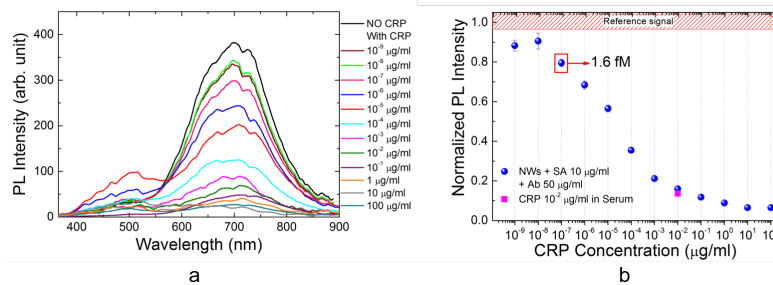 a
NO CRP
With CRP
10⁻⁹ μg/ml
10⁻⁸ μg/ml
10⁻⁷ μg/ml
10⁻⁶ μg/ml
10⁻⁵ μg/ml
10⁻⁴ μg/ml
10⁻³ μg/ml
10⁻² μg/ml
10⁻¹ μg/ml
1 μg/ml
10 μg/ml
100 μg/ml
400
300
200
100
0
PL Intensity (arb. unit)
400 500 600 700 800 900
Wavelength (nm)
a
Reference signal
1.6 fM
NWs + SA 10 μg/ml
+ Ab 50 μg/ml
CRP 10⁻² μg/ml in Serum
1.0
0.8
0.6
0.4
0.2
0.0
Normalized PL Intensity
10⁻⁹ 10⁻⁸ 10⁻⁷ 10⁻⁶ 10⁻⁵ 10⁻⁴ 10⁻³ 10⁻² 10⁻¹ 10⁰ 10¹
CRP Concentration (μg/ml)
b